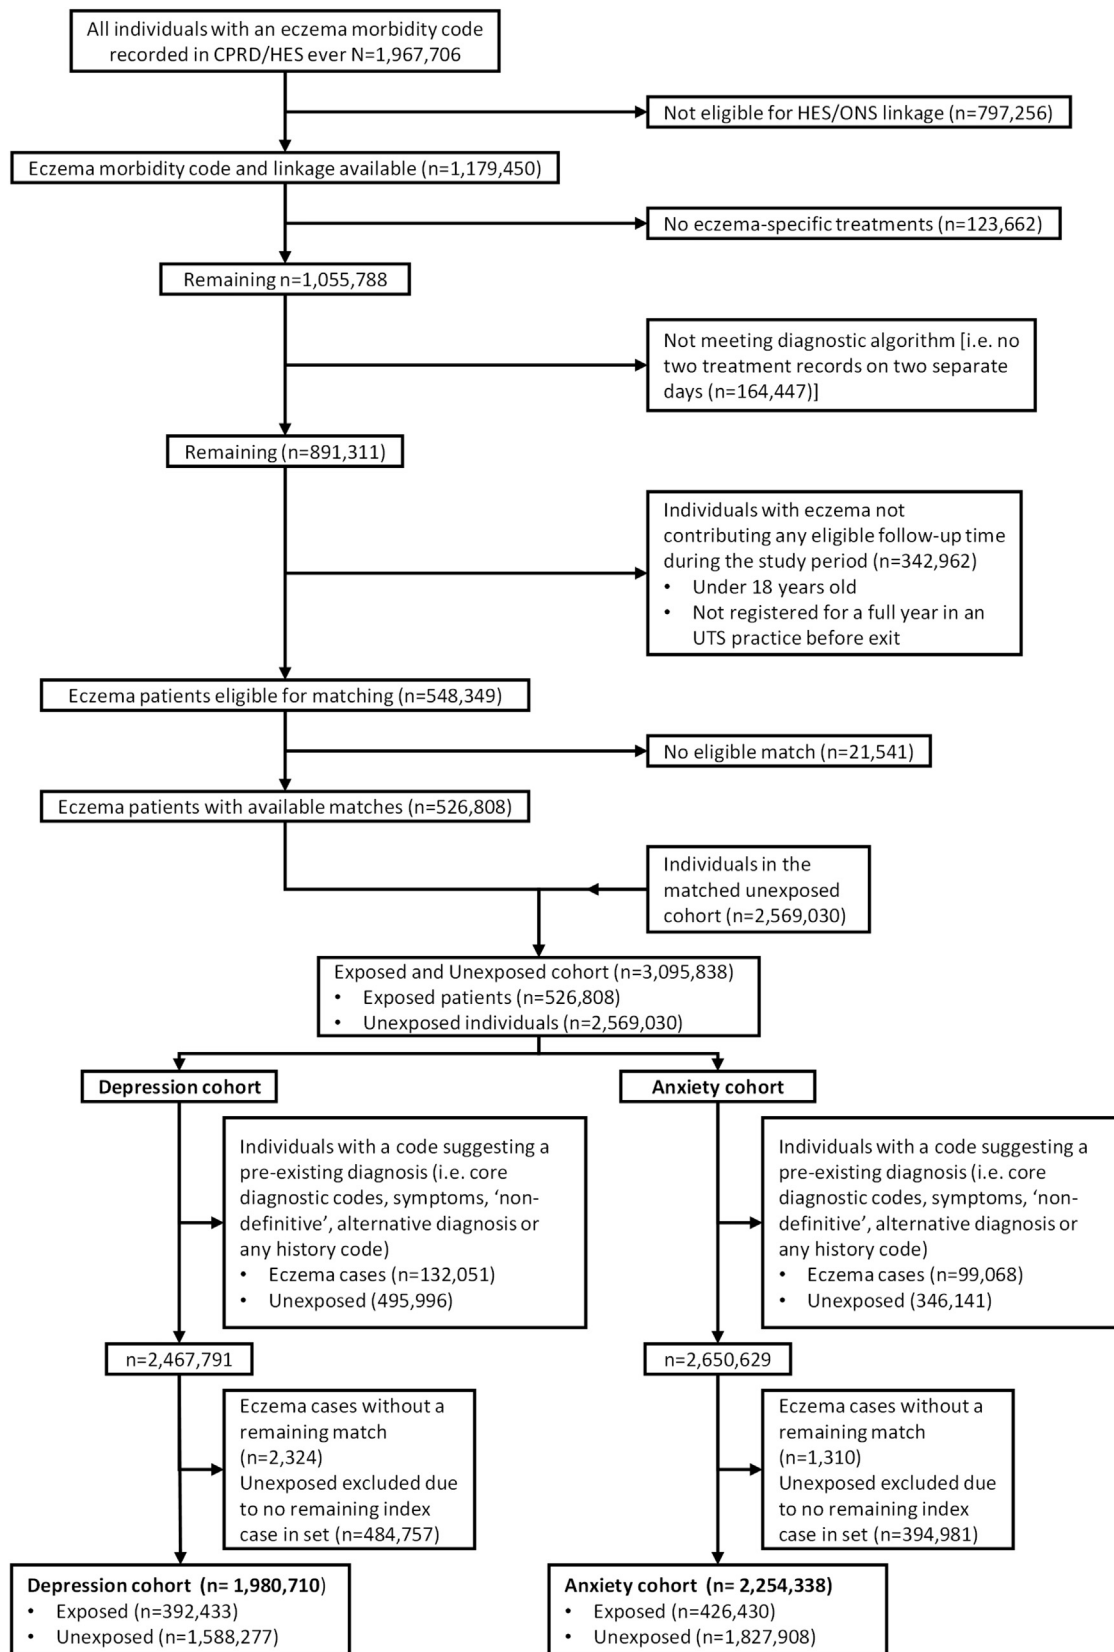 All individuals with an eczema morbidity code
recorded in CPRD/HES ever N=1,967,706
Not eligible for HES/ONS linkage (n=797,256)
Eczema morbidity code and linkage available (n=1,179,450)
No eczema-specific treatments (n=123,662)
Remaining n=1,055,788
Not meeting diagnostic algorithm [i.e. no
two treatment records on two separate
days (n=164,447)]
Remaining (n=891,311)
Individuals with eczema not
contributing any eligible follow-up time
during the study period (n=342,962)
• Under 18 years old
• Not registered for a full year in an
UTS practice before exit
Eczema patients eligible for matching (n=548,349)
No eligible match (n=21,541)
Eczema patients with available matches (n=526,808)
Individuals in the
matched unexposed
cohort (n=2,569,030)
Exposed and Unexposed cohort (n=3,095,838)
• Exposed patients (n=526,808)
• Unexposed individuals (n=2,569,030)
Depression cohort
Individuals with a code suggesting a
pre-existing diagnosis (i.e. core
diagnostic codes, symptoms, ‘non-
definitive’, alternative diagnosis or
any history code)
• Eczema cases (n=132,051)
• Unexposed (495,996)
n=2,467,791
Eczema cases without a
remaining match
(n=2,324)
Unexposed excluded due
to no remaining index
case in set (n=484,757)
Depression cohort (n= 1,980,710)
• Exposed (n=392,433)
• Unexposed (n=1,588,277)
Anxiety cohort
Individuals with a code suggesting a
pre-existing diagnosis (i.e. core
diagnostic codes, symptoms, ‘non-
definitive’, alternative diagnosis or
any history code)
• Eczema cases (n=99,068)
• Unexposed (346,141)
n=2,650,629
Eczema cases without a
remaining match
(n=1,310)
Unexposed excluded due
to no remaining index
case in set (n=394,981)
Anxiety cohort (n= 2,254,338)
• Exposed (n=426,430)
• Unexposed (n=1,827,908)